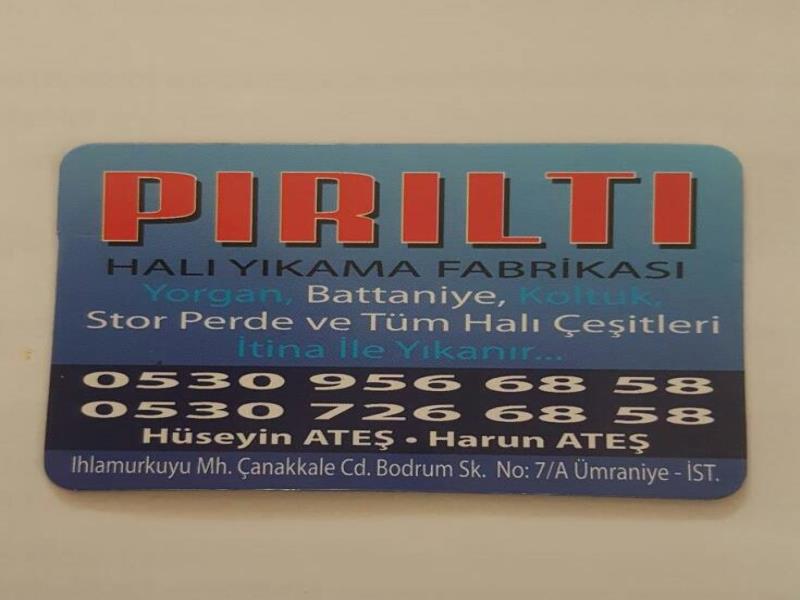 PIRILTI
HALI YIKAMA FABRİKASI
Yorgan, Battaniye, Koltuk,
Stor Perde ve Tüm Halı Çeşitleri
İtina İle Yıkanır...
0530 956 68 58
0530 726 68 58
Hüseyin ATEŞ • Harun ATEŞ
Ihlamurkuyu Mh. Çanakkale Cd. Bodrum Sk. No: 7/A Ümraniye - İST.